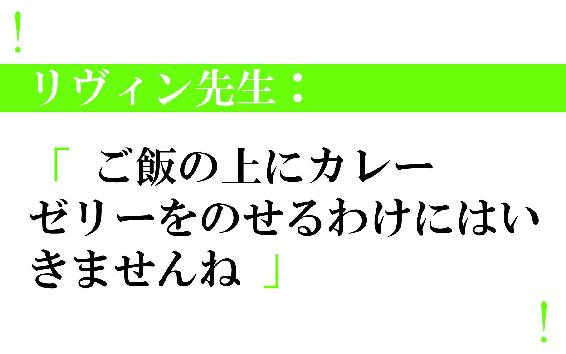 !
リヴィン先生：
「 ご飯の上にカレー
ゼリーをのせるわけにはい
きませんね 」
!